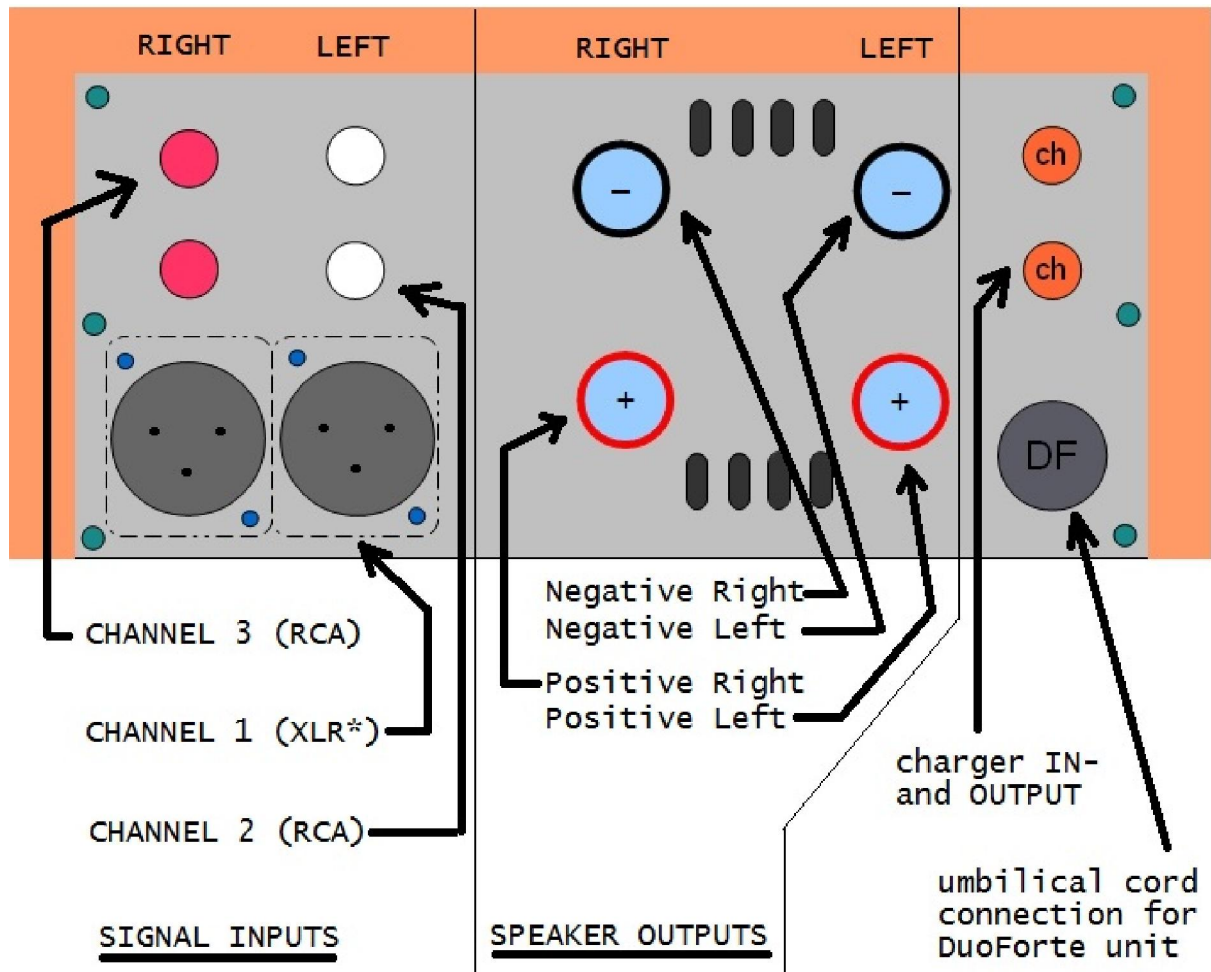 RIGHT
LEFT
RIGHT
LEFT
ch
ch
-
-
+
+
DF
Negative Right
Negative Left
Positive Right
Positive Left
CHANNEL 3 (RCA)
CHANNEL 1 (XLR*)
CHANNEL 2 (RCA)
charger IN-
and OUTPUT
umbilical cord
connection for
DuoForte unit
SIGNAL INPUTS
SPEAKER OUTPUTS